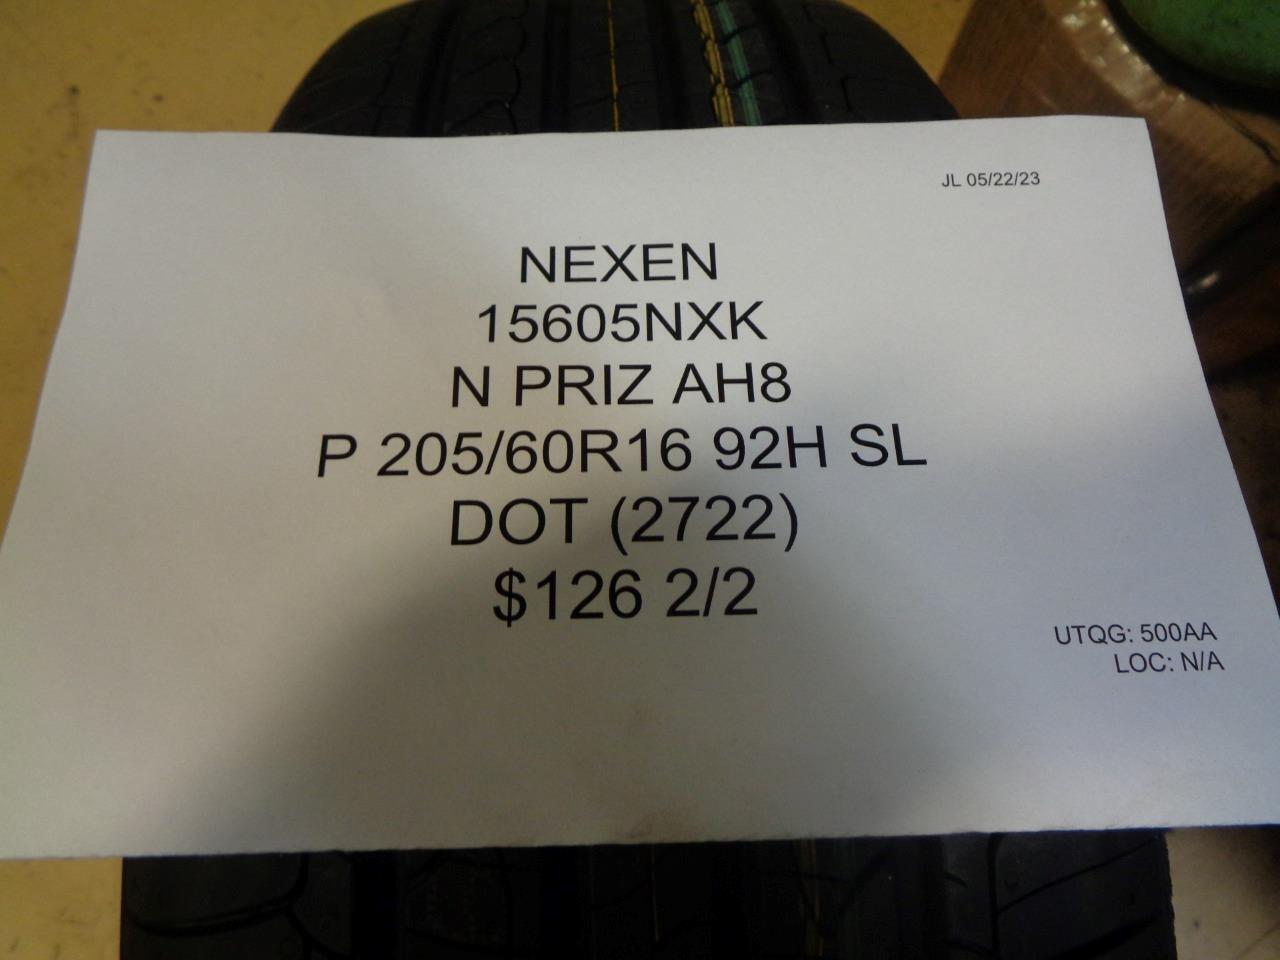 JL 05/22/23
NEXEN
15605NXK
N PRIZ AH8
P 205/60R16 92H SL
DOT (2722)
$126 2/2
UTQG: 500AA
LOC: N/A